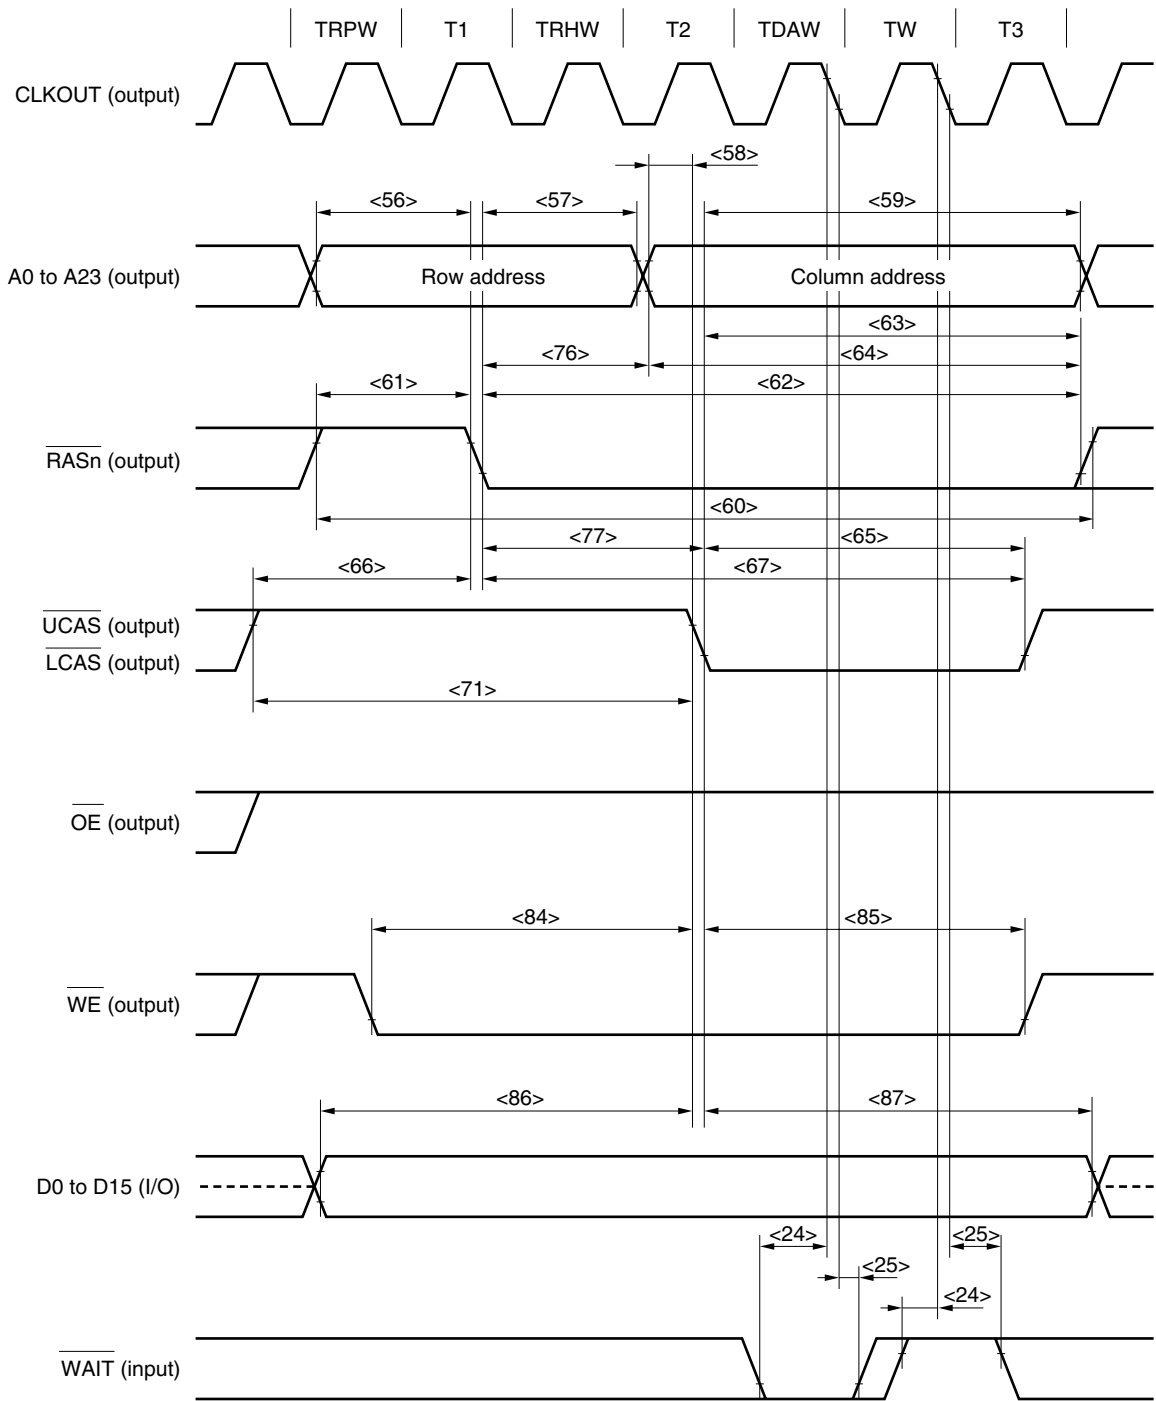 TRPW T1 TRHW T2 TDAW TW T3
CLKOUT (output)
<58>
<56> <57> <59>
A0 to A23 (output) Row address Column address
<63>
<76> <64>
<61> <62>
RASn (output)
<60>
<77> <65>
<66> <67>
UCAS (output)
LCAS (output)
<71>
OE (output)
<84> <85>
WE (output)
<86> <87>
D0 to D15 (I/O)
<24> <25>
<25>
<24>
WAIT (input)